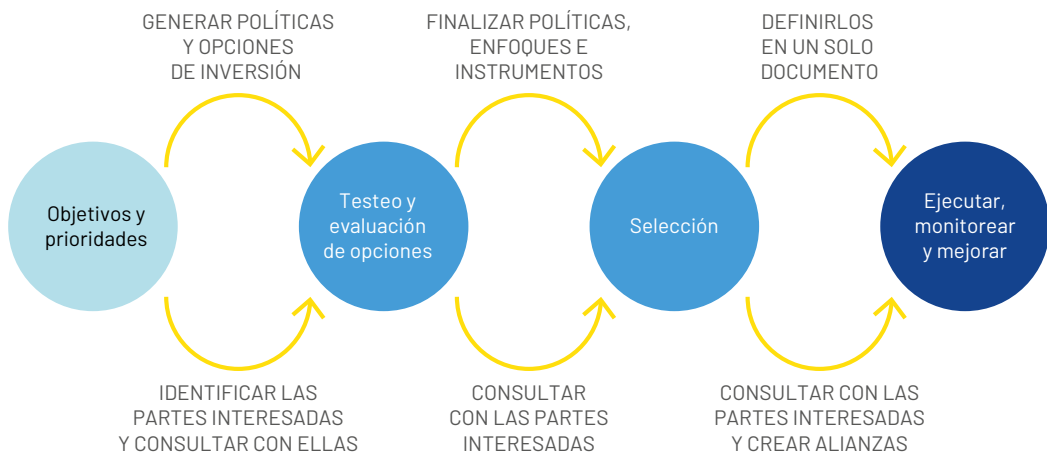 GENERAR POLÍTICAS
Y OPCIONES
DE INVERSIÓN
FINALIZAR POLÍTICAS,
ENFOQUES E
INSTRUMENTOS
DEFINIRLOS
EN UN SOLO
DOCUMENTO
Objetivos y
prioridades
Testeo y
evaluación
de opciones
Selección
Ejecutar,
monitorear
y mejorar
IDENTIFICAR LAS
PARTES INTERESADAS
Y CONSULTAR CON ELLAS
CONSULTAR
CON LAS PARTES
INTERESADAS
CONSULTAR CON LAS
PARTES INTERESADAS
Y CREAR ALIANZAS